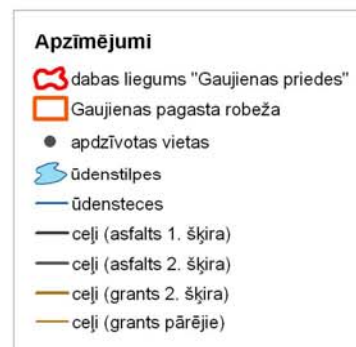 Apzīmējumi
dabas liegums "Gaujienas priedes"
Gaujienas pagasta robeža
apdzīvotas vietas
ūdenstilpes
ūdensteces
ceļi (asfalts 1. šķira)
ceļi (asfalts 2. šķira)
ceļi (grants 2. šķira)
ceļi (grants pārējie)